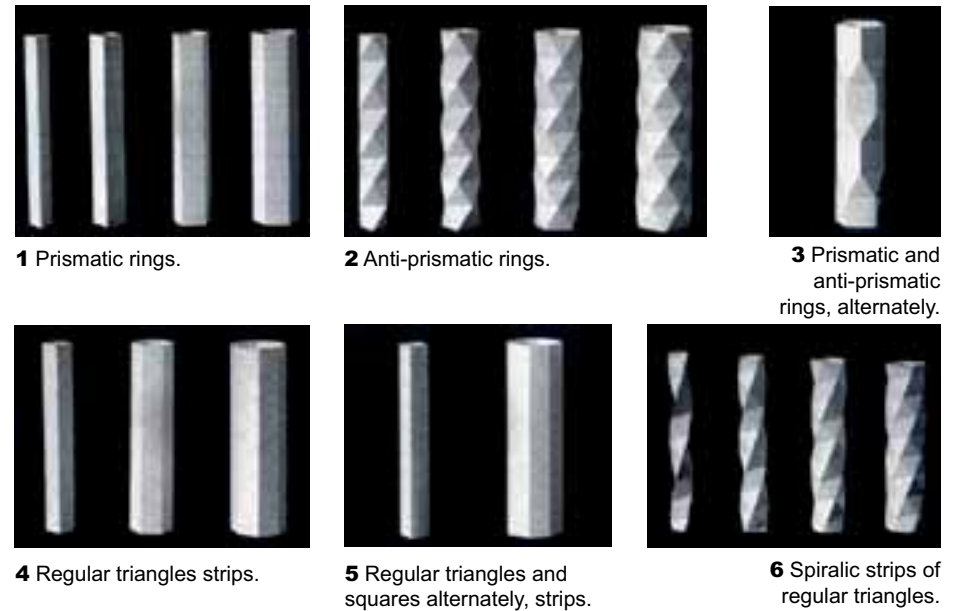 1 Prismatic rings.
2 Anti-prismatic rings.
3 Prismatic and
anti-prismatic
rings, alternately.
4 Regular triangles strips.
5 Regular triangles and
squares alternately, strips.
6 Spiralic strips of
regular triangles.